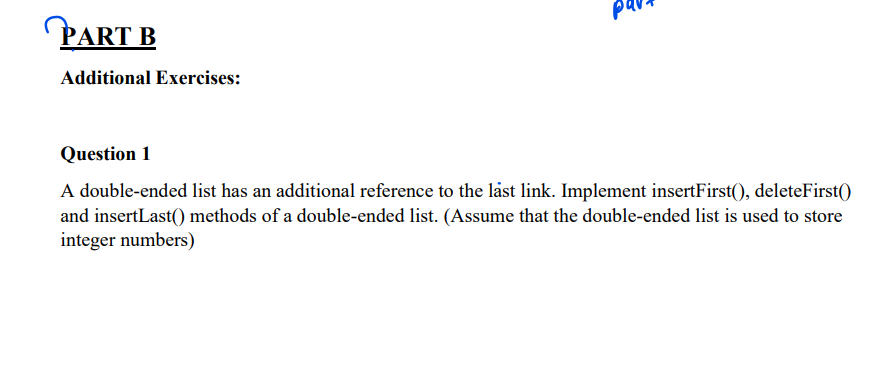 PART B
Additional Exercises:
Question 1
A double-ended list has an additional reference to the last link. Implement insertFirst(), deleteFirst()
and insertLast() methods of a double-ended list. (Assume that the double-ended list is used to store
integer numbers)